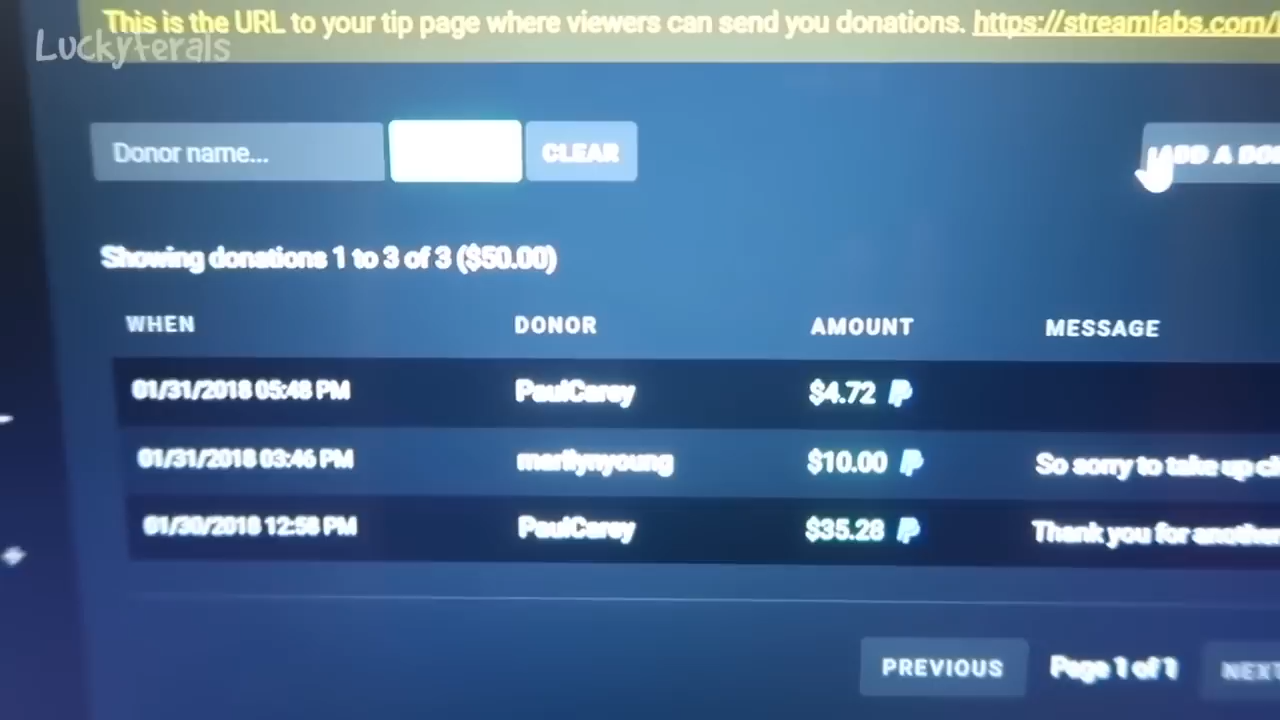 This is the URL to your tip page where viewers can send you donations. https://streamlabs.com/
Luckyferals
Donor name...
CLEAR
ADD A DO
Showing donations 1 to 3 of 3 ($50.00)
WHEN DONOR AMOUNT MESSAGE
01/31/2018 05:48 PM PaulCarey $4.72
01/31/2018 03:46 PM martlynyoung $10.00 So sorry to take up
01/30/2018 12:58 PM PaulCarey $35.28 Thank you for another
PREVIOUS Page 1 of 1 NEXT